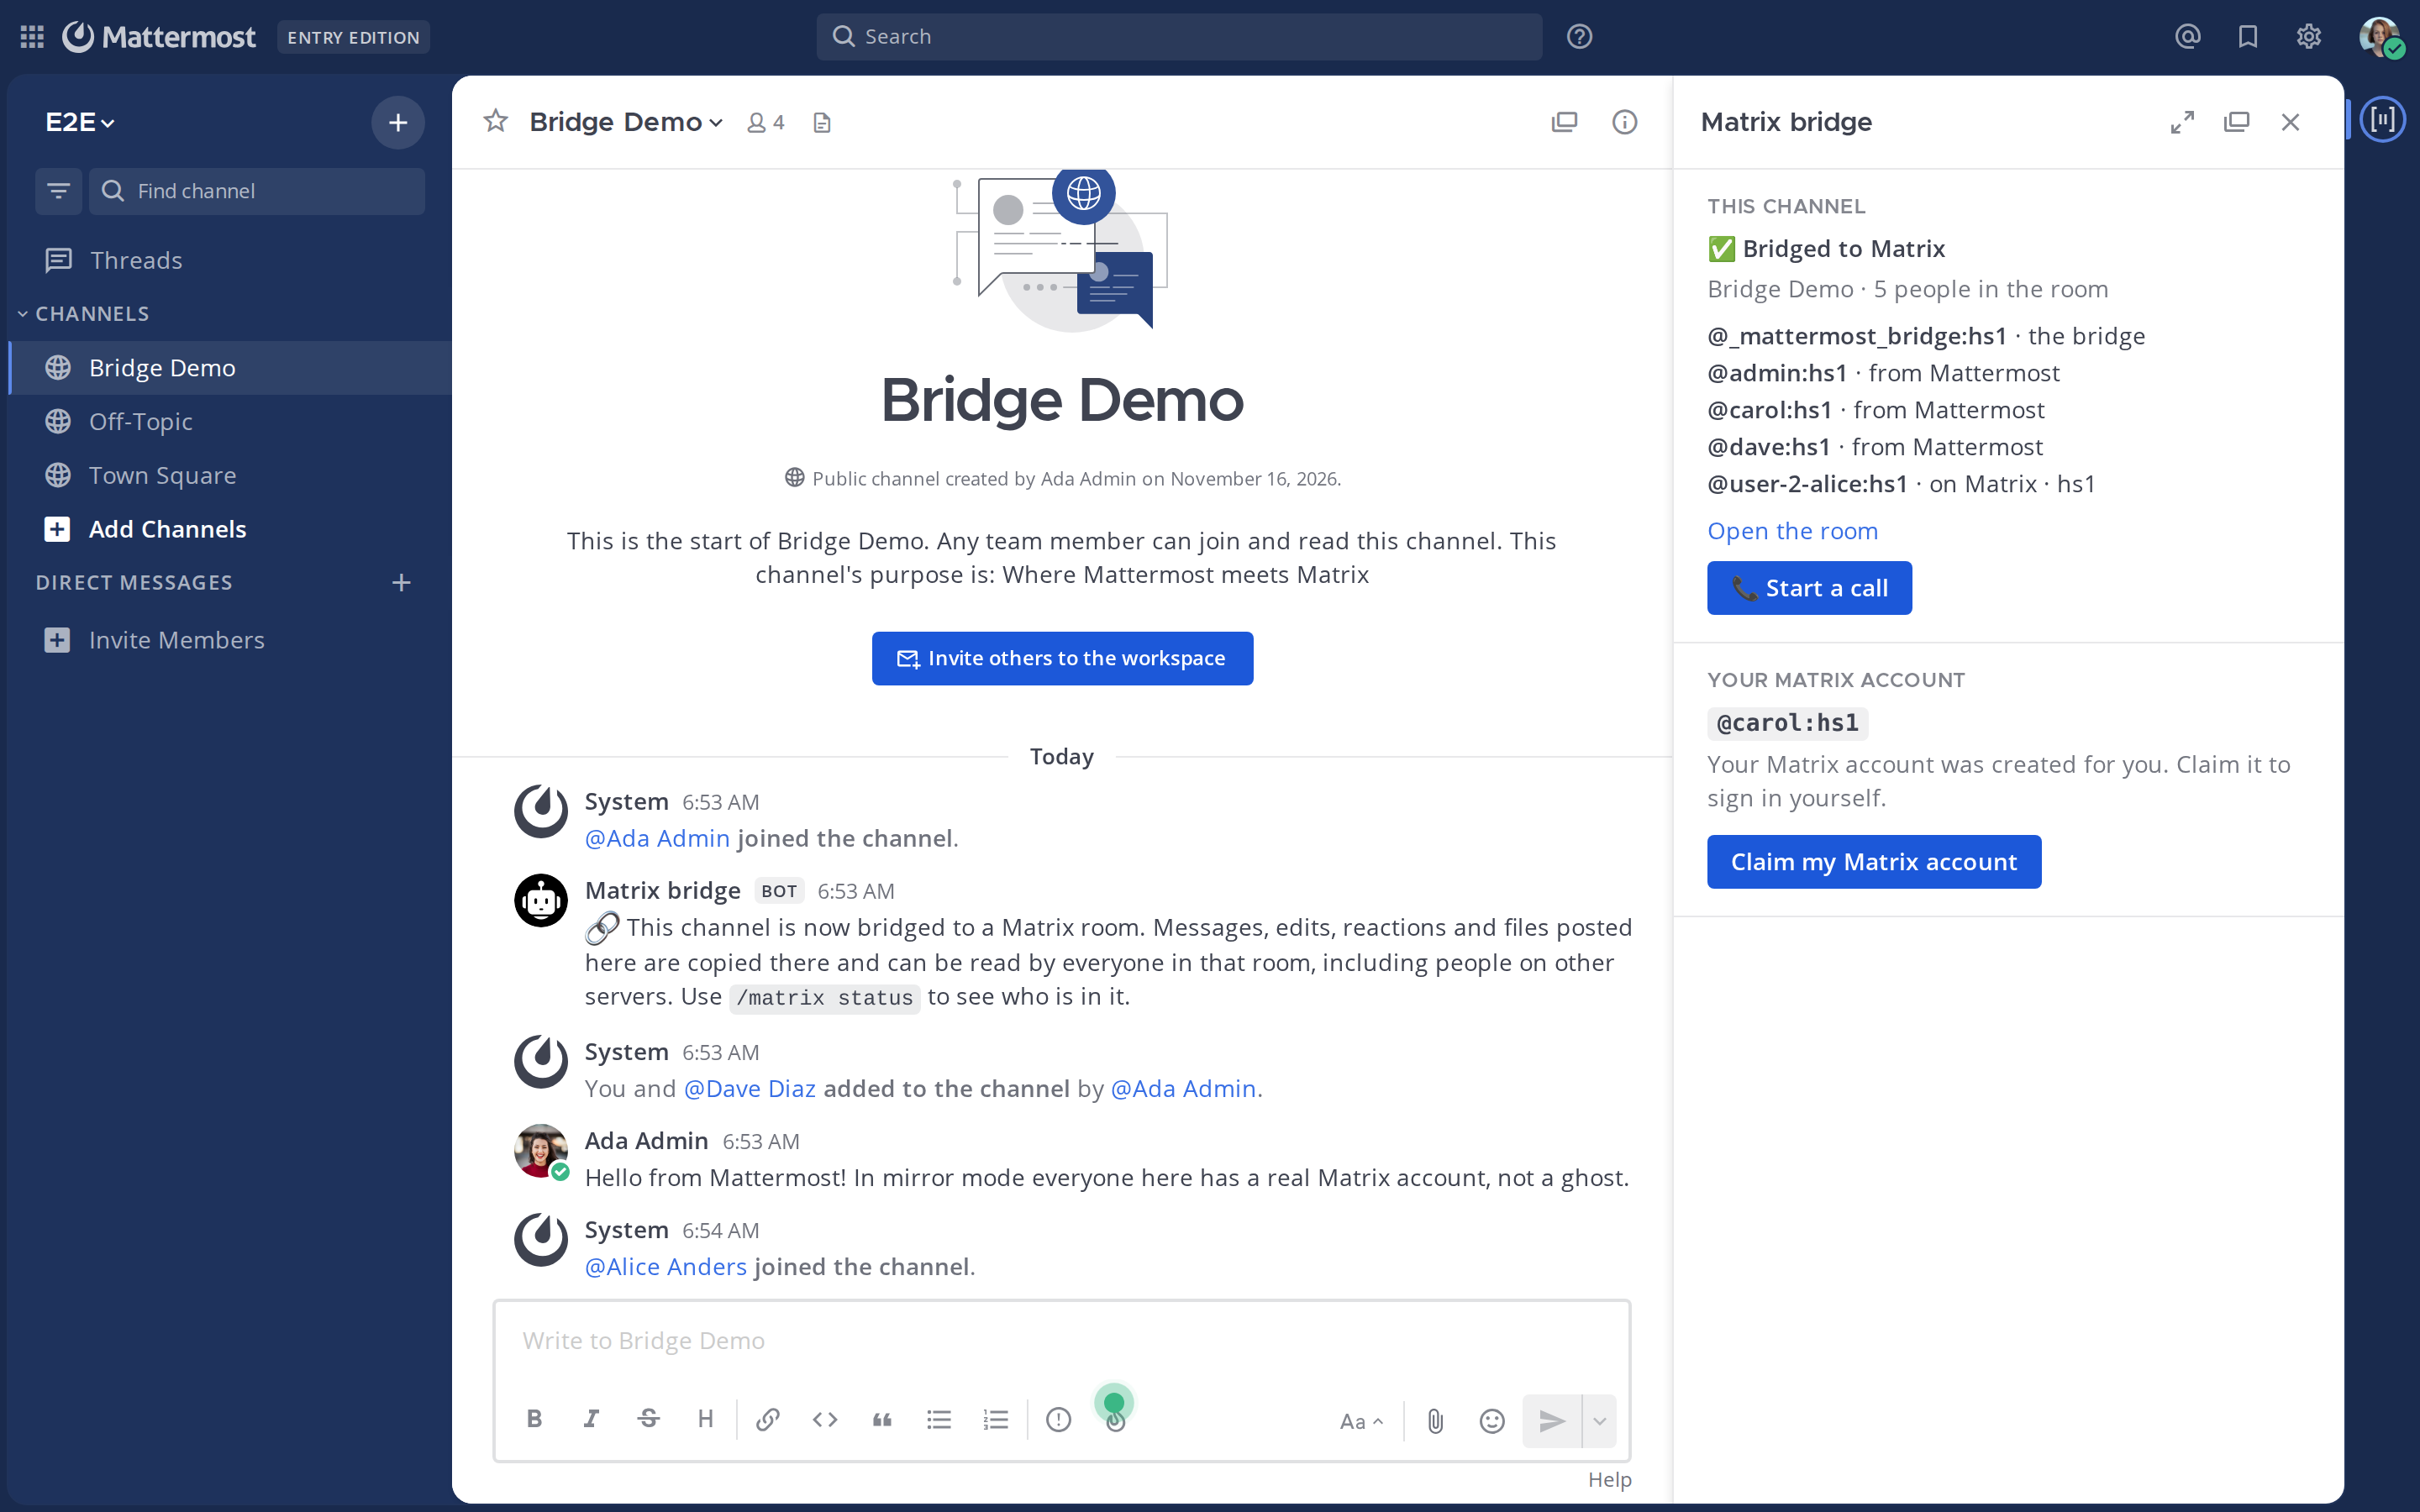 Mattermost
ENTRY EDITION
Search
E2E
Find channel
Threads
CHANNELS
Bridge Demo
Off-Topic
Town Square
Add Channels
DIRECT MESSAGES
Invite Members
Bridge Demo
4
Bridge Demo
Public channel created by Ada Admin on November 16, 2026.
This is the start of Bridge Demo. Any team member can join and read this channel. This
channel's purpose is: Where Mattermost meets Matrix
Invite others to the workspace
Today
System 6:53 AM
@Ada Admin joined the channel.
Matrix bridge BOT 6:53 AM
This channel is now bridged to a Matrix room. Messages, edits, reactions and files posted
here are copied there and can be read by everyone in that room, including people on other
servers. Use /matrix status to see who is in it.
System 6:53 AM
You and @Dave Diaz added to the channel by @Ada Admin.
Ada Admin 6:53 AM
Hello from Mattermost! In mirror mode everyone here has a real Matrix account, not a ghost.
System 6:54 AM
@Alice Anders joined the channel.
Write to Bridge Demo
B I S H
Aa
Help
Matrix bridge
THIS CHANNEL
✅ Bridged to Matrix
Bridge Demo · 5 people in the room
@_mattermost_bridge:hs1 · the bridge
@admin:hs1 · from Mattermost
@carol:hs1 · from Mattermost
@dave:hs1 · from Mattermost
@user-2-alice:hs1 · on Matrix · hs1
Open the room
📞 Start a call
YOUR MATRIX ACCOUNT
@carol:hs1
Your Matrix account was created for you. Claim it to
sign in yourself.
Claim my Matrix account
[m]